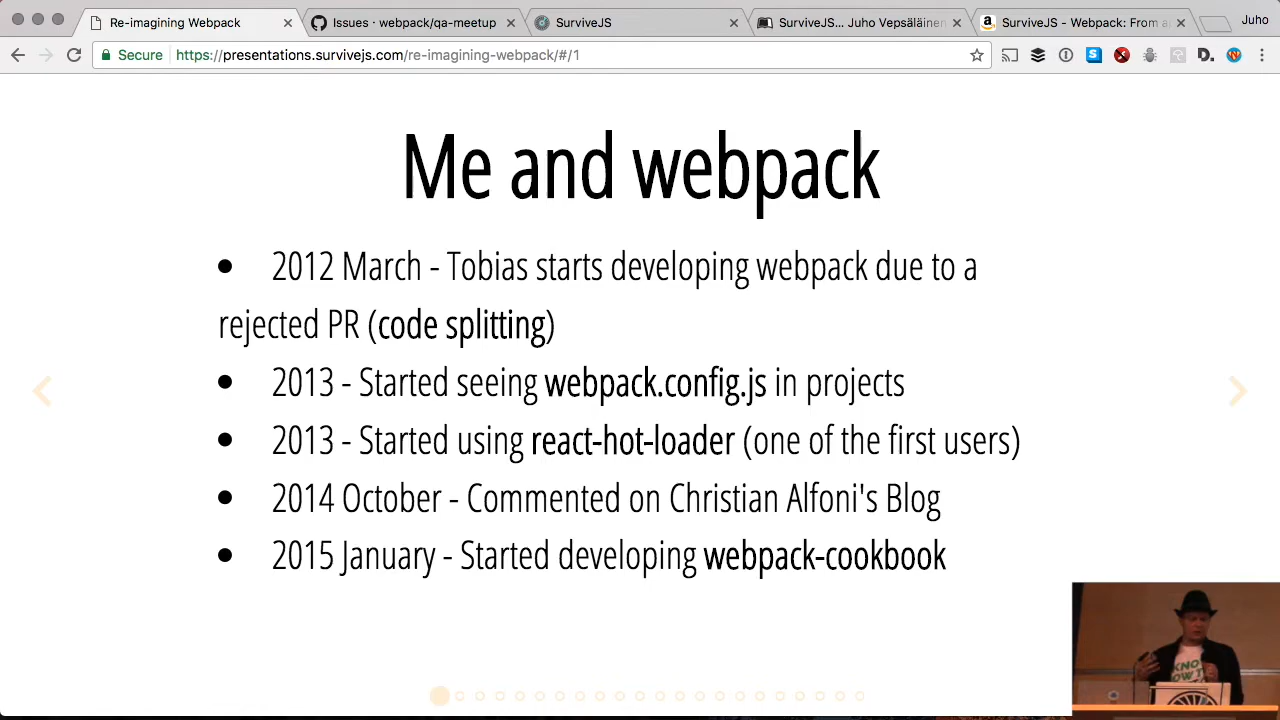 Re-imagining Webpack
Issues · webpack/qa-meetup
SurviveJS
SurviveJS... Juho Vepsäläinen
SurviveJS - Webpack: From a
Juho
Secure
https://presentations.survivejs.com/re-imagining-webpack/#/1
Me and webpack
• 2012 March - Tobias starts developing webpack due to a
rejected PR (code splitting)
• 2013 - Started seeing webpack.config.js in projects
• 2013 - Started using react-hot-loader (one of the first users)
• 2014 October - Commented on Christian Alfoni's Blog
• 2015 January - Started developing webpack-cookbook